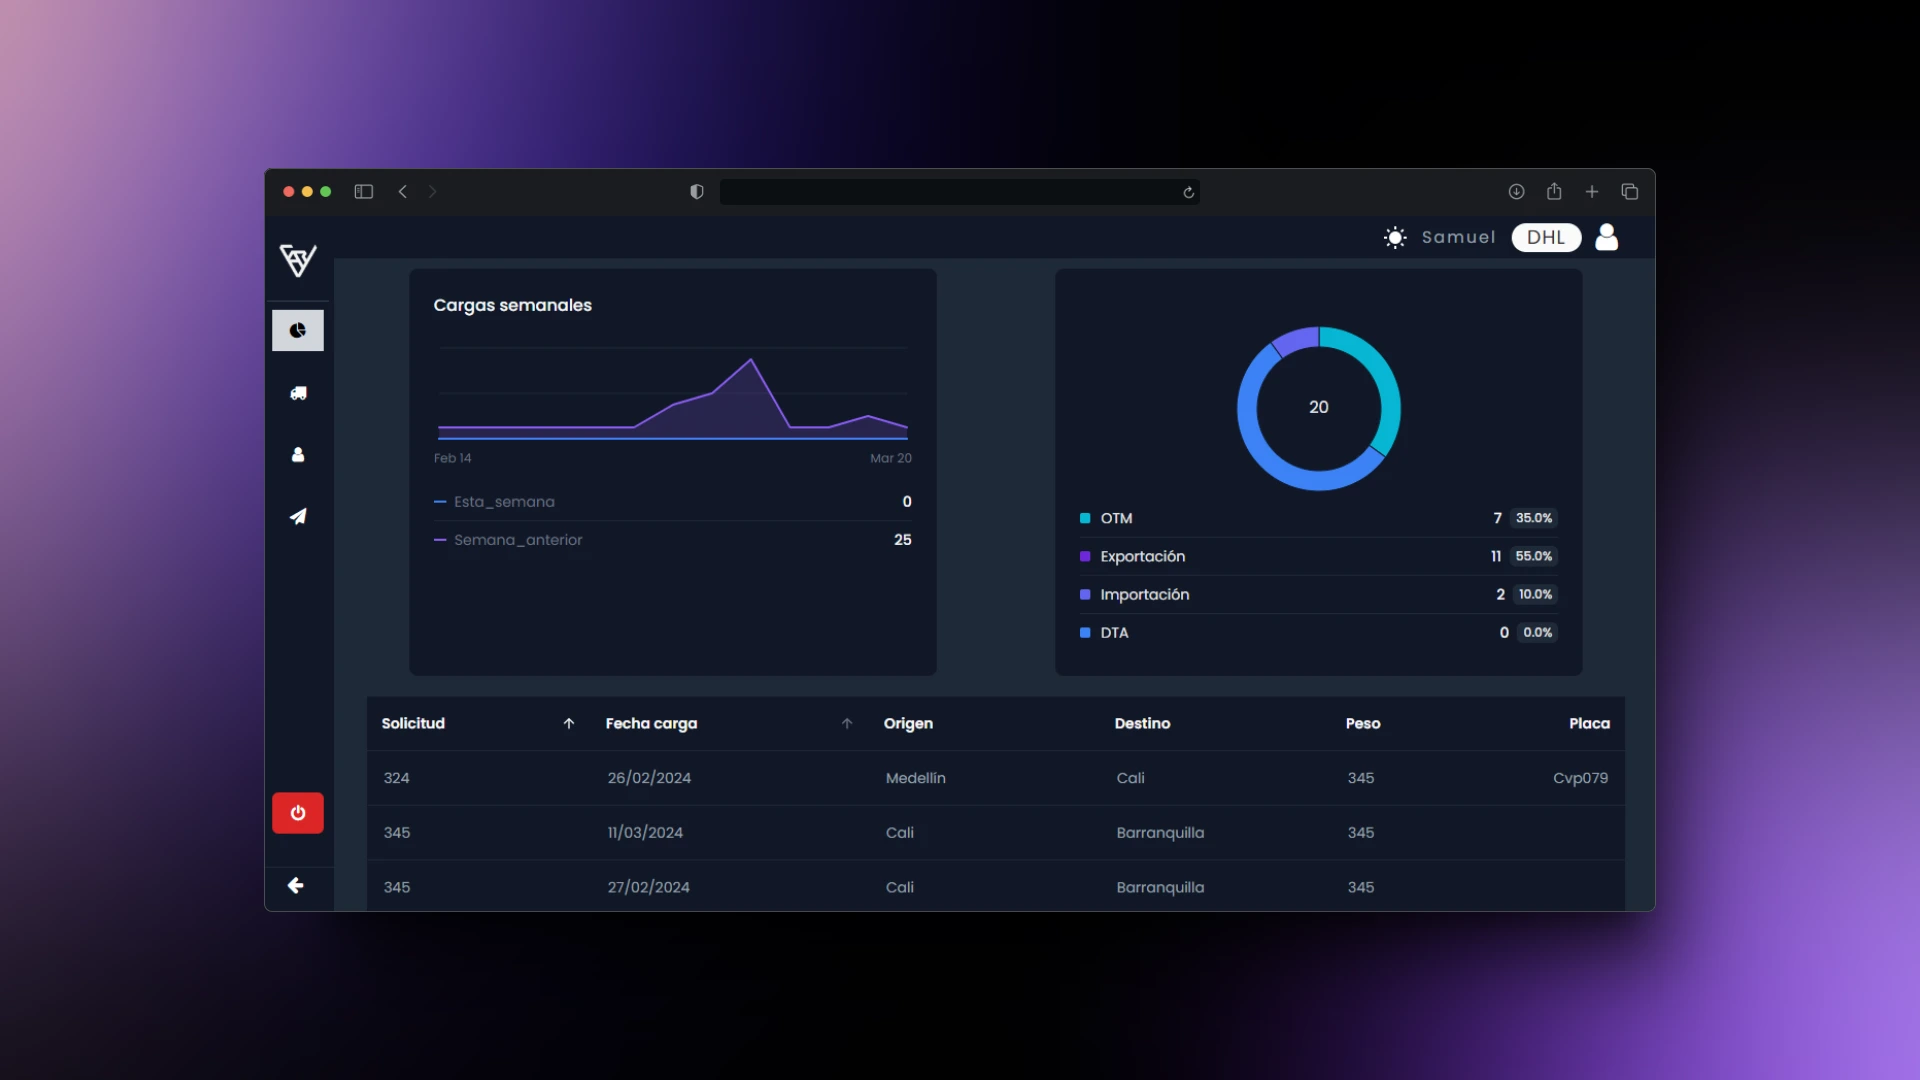 Samuel DHL
Cargas semanales
Feb 14 Mar 20
Esta_semana 0
Semana_anterior 25
20
OTM 7 35.0%
Exportación 11 55.0%
Importación 2 10.0%
DTA 0 0.0%
Solicitud Fecha carga Origen Destino Peso Placa
324 26/02/2024 Medellín Cali 345 Cvp079
345 11/03/2024 Cali Barranquilla 345
345 27/02/2024 Cali Barranquilla 345